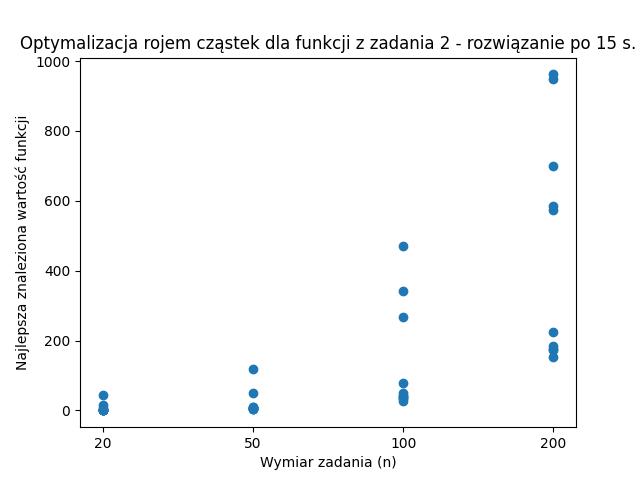 Optymalizacja rojem cząstek dla funkcji z zadania 2 - rozwiązanie po 15 s.
Najlepsza znaleziona wartość funkcji
1000
800
600
400
200
0
20 50 100 200
Wymiar zadania (n)